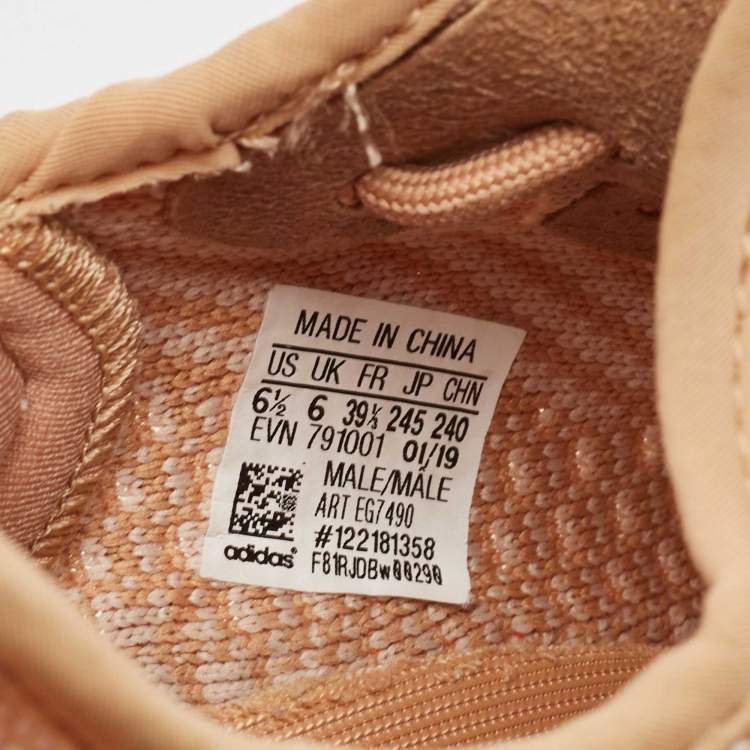 MADE IN CHINA
US UK FR JP CHN
6½ 6 39⅓ 245 240
EVN 791001 01/19
MALE/MÂLE
ART EG7490
#122181358
adidas F81RJDBw00290